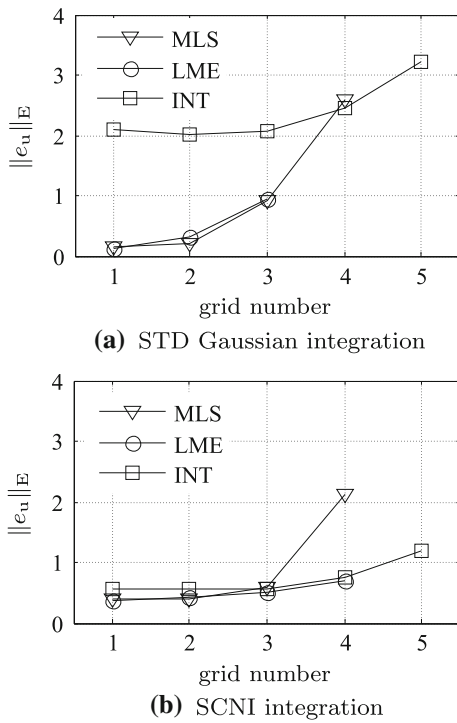 4
3
2
1
0
‖e_u‖_E
MLS
LME
INT
1 2 3 4 5
grid number
(a) STD Gaussian integration
4
3
2
1
0
‖e_u‖_E
MLS
LME
INT
1 2 3 4 5
grid number
(b) SCNI integration